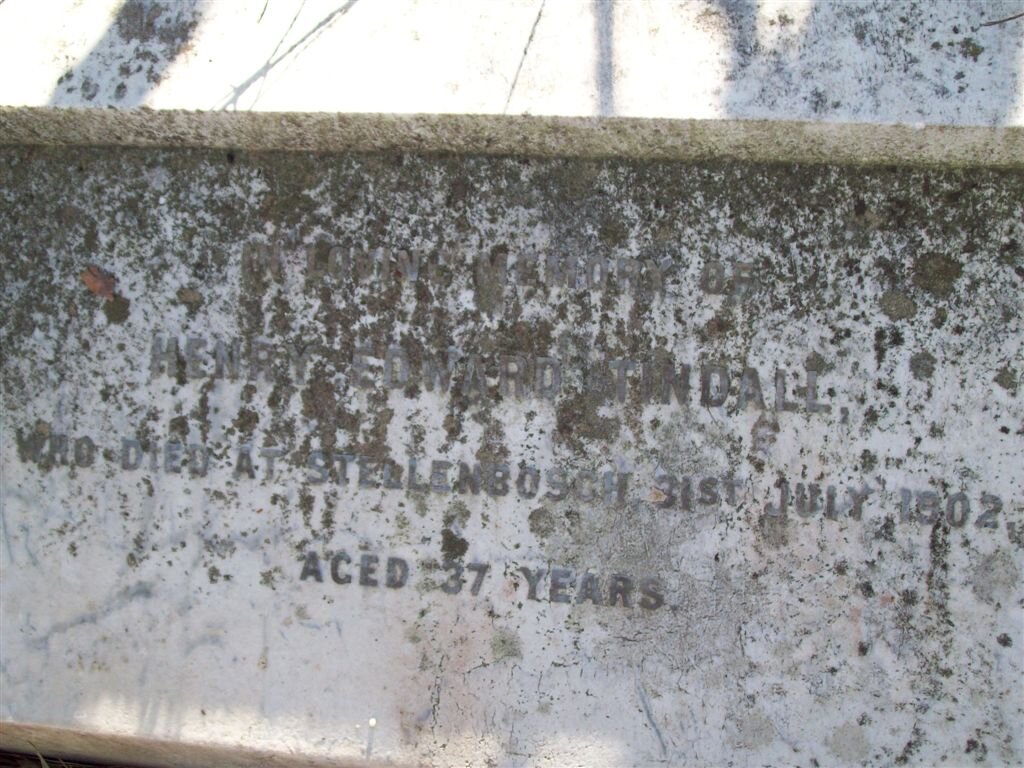 IN LOVING MEMORY OF
HENRY EDWARD TINDALL,
WHO DIED AT STELLENBOSCH, 31ST JULY 1902,
AGED 37 YEARS